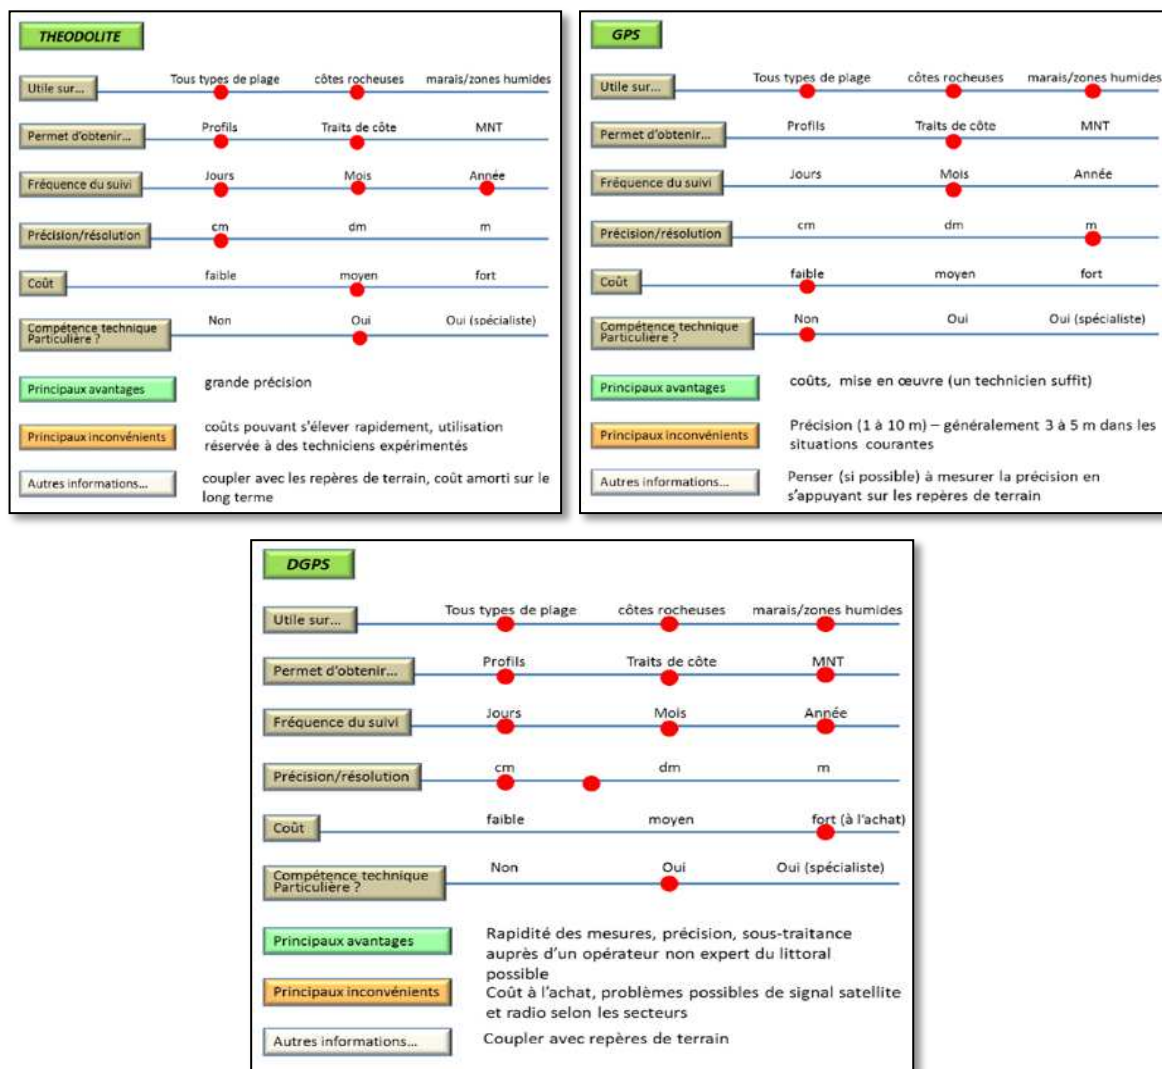 THEODOLITE
Tous types de plage côtes rocheuses marais/zones humides
Utile sur...
Profils Traits de côte MNT
Permet d'obtenir...
Jours Mois Année
Fréquence du suivi
cm dm m
Précision/résolution
faible moyen fort
Coût
Non Oui Oui (spécialiste)
Compétence technique
Particulière ?
Principaux avantages
grande précision
Principaux inconvénients
coûts pouvant s'élever rapidement, utilisation
réservée à des techniciens expérimentés
Autres informations...
coupler avec les repères de terrain, coût amorti sur le
long terme
GPS
Tous types de plage côtes rocheuses marais/zones humides
Utile sur...
Profils Traits de côte MNT
Permet d'obtenir...
Jours Mois Année
Fréquence du suivi
cm dm m
Précision/résolution
faible moyen fort
Coût
Non Oui Oui (spécialiste)
Compétence technique
Particulière ?
Principaux avantages
coûts, mise en œuvre (un technicien suffit)
Principaux inconvénients
Précision (1 à 10 m) – généralement 3 à 5 m dans les
situations courantes
Autres informations...
Penser (si possible) à mesurer la précision en
s'appuyant sur les repères de terrain
DGPS
Tous types de plage côtes rocheuses marais/zones humides
Utile sur...
Profils Traits de côte MNT
Permet d'obtenir...
Jours Mois Année
Fréquence du suivi
cm dm m
Précision/résolution
faible moyen fort (à l'achat)
Coût
Non Oui Oui (spécialiste)
Compétence technique
Particulière ?
Principaux avantages
Rapidité des mesures, précision, sous-traitance
auprès d'un opérateur non expert du littoral
possible
Principaux inconvénients
Coût à l'achat, problèmes possibles de signal satellite
et radio selon les secteurs
Autres informations...
Coupler avec repères de terrain